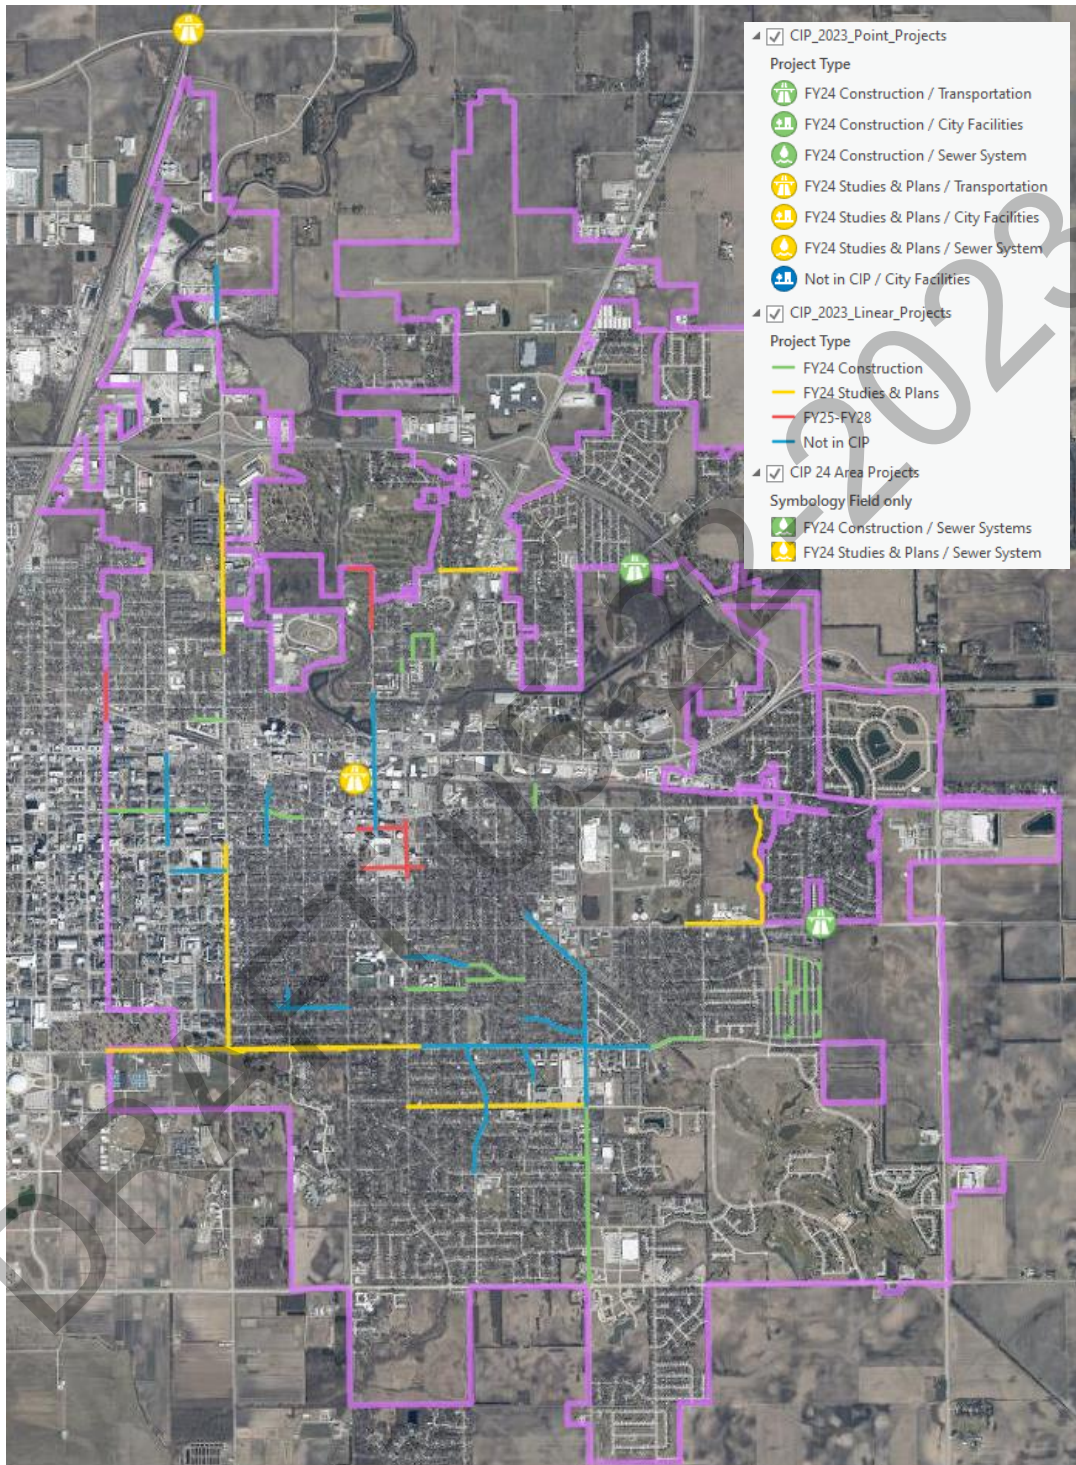 CIP_2023_Point_Projects
Project Type
FY24 Construction / Transportation
FY24 Construction / City Facilities
FY24 Construction / Sewer System
FY24 Studies & Plans / Transportation
FY24 Studies & Plans / City Facilities
FY24 Studies & Plans / Sewer System
Not in CIP / City Facilities
CIP_2023_Linear_Projects
Project Type
FY24 Construction
FY24 Studies & Plans
FY25-FY28
Not in CIP
CIP 24 Area Projects
Symbology Field only
FY24 Construction / Sewer Systems
FY24 Studies & Plans / Sewer System
DRAFT